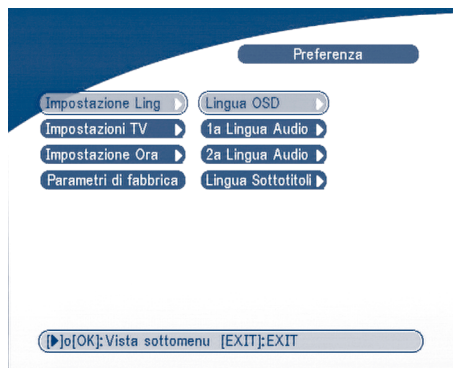 Preferenza
Impostazione Ling Lingua OSD
Impostazioni TV 1a Lingua Audio
Impostazione Ora 2a Lingua Audio
Parametri di fabbrica Lingua Sottotitoli
[▶]o[OK]: Vista sottomenu [EXIT]:EXIT